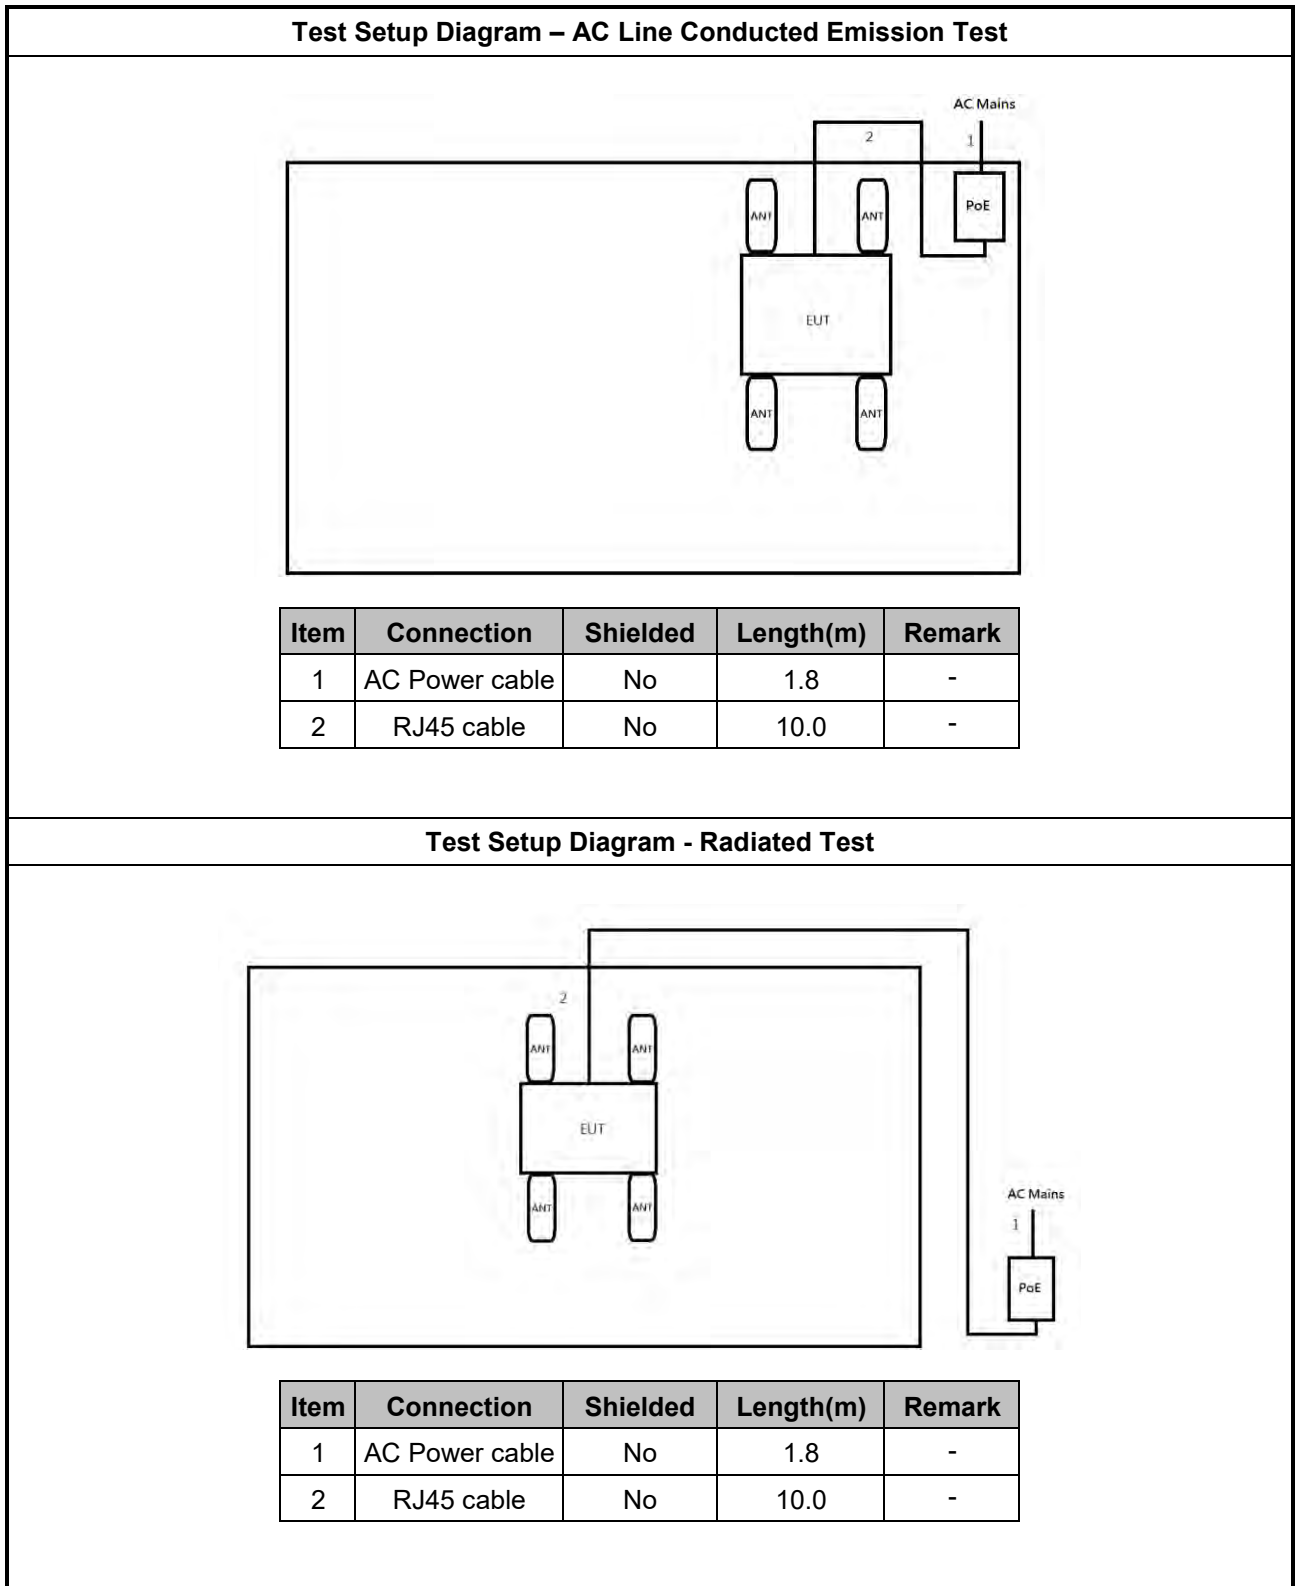 Test Setup Diagram – AC Line Conducted Emission Test
AC Mains
2
1
PoE
ANT
ANT
EUT
ANT
ANT
Item Connection Shielded Length(m) Remark
1 AC Power cable No 1.8 -
2 RJ45 cable No 10.0 -
Test Setup Diagram - Radiated Test
2
ANT
ANT
EUT
ANT
ANT
AC Mains
1
PoE
Item Connection Shielded Length(m) Remark
1 AC Power cable No 1.8 -
2 RJ45 cable No 10.0 -